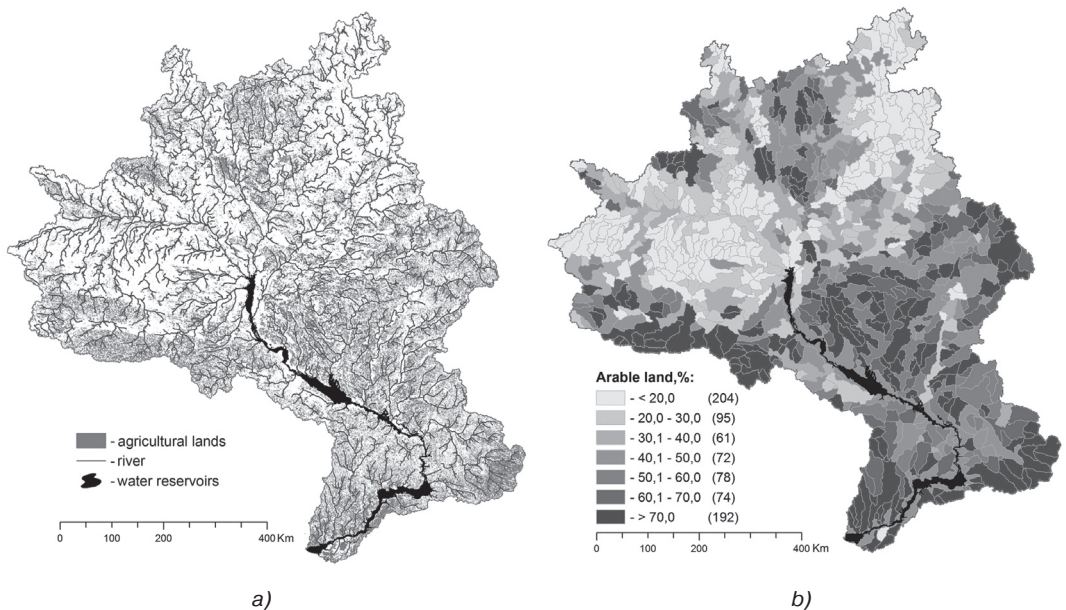 - agricultural lands
- river
- water reservoirs
0 100 200 400 Km
a)
Arable land,%:
- < 20,0 (204)
- 20,0 - 30,0 (95)
- 30,1 - 40,0 (61)
- 40,1 - 50,0 (72)
- 50,1 - 60,0 (78)
- 60,1 - 70,0 (74)
- > 70,0 (192)
0 100 200 400 Km
b)